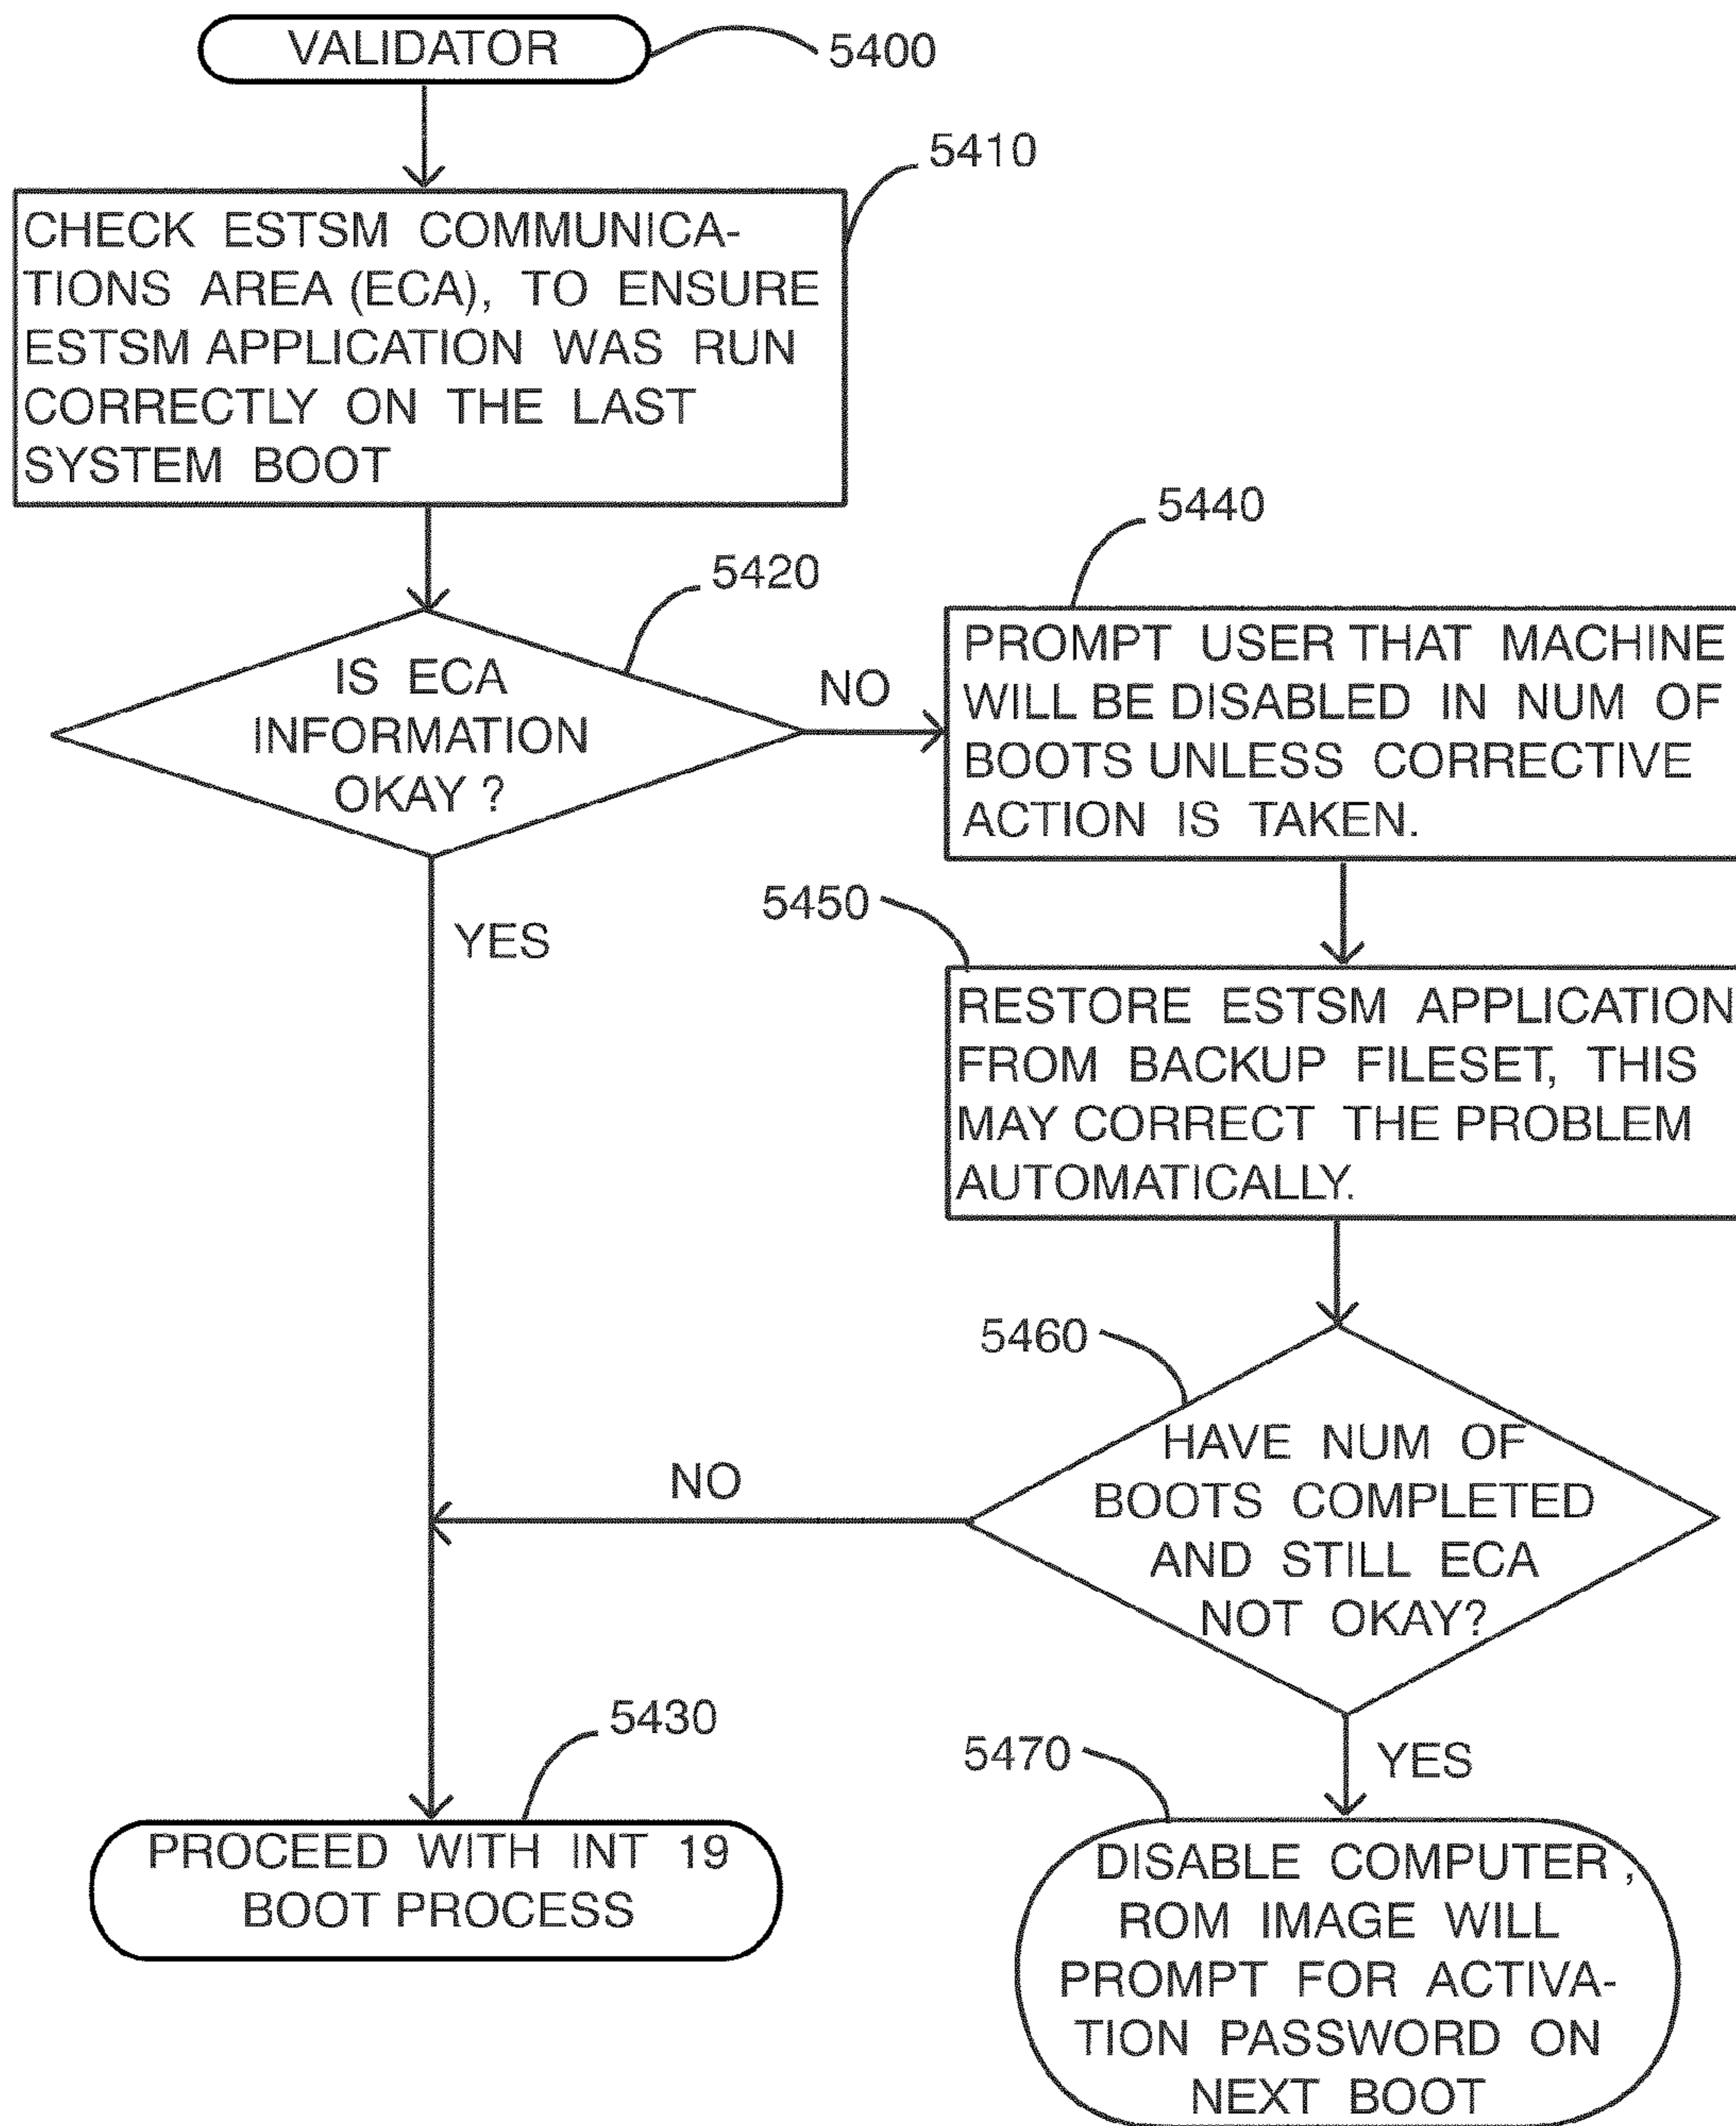 VALIDATOR
5400
5410
CHECK ESTSM COMMUNICA-
TIONS AREA (ECA), TO ENSURE
ESTSM APPLICATION WAS RUN
CORRECTLY ON THE LAST
SYSTEM BOOT
5420
IS ECA
INFORMATION
OKAY ?
NO
YES
5440
PROMPT USER THAT MACHINE
WILL BE DISABLED IN NUM OF
BOOTS UNLESS CORRECTIVE
ACTION IS TAKEN.
5450
RESTORE ESTSM APPLICATION
FROM BACKUP FILESET, THIS
MAY CORRECT THE PROBLEM
AUTOMATICALLY.
5460
HAVE NUM OF
BOOTS COMPLETED
AND STILL ECA
NOT OKAY?
NO
YES
5430
PROCEED WITH INT 19
BOOT PROCESS
5470
DISABLE COMPUTER ,
ROM IMAGE WILL
PROMPT FOR ACTIVA-
TION PASSWORD ON
NEXT BOOT